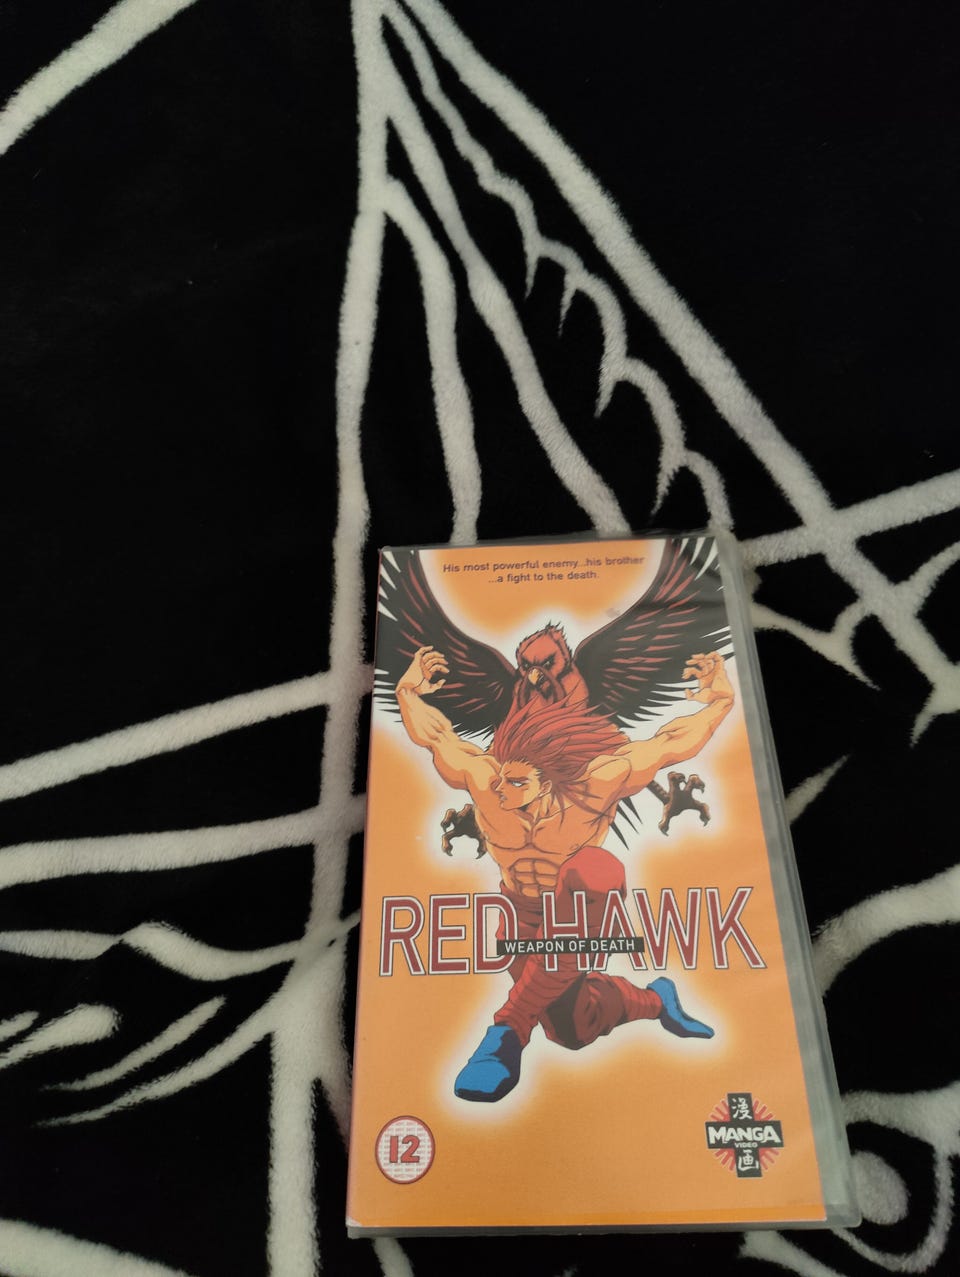 His most powerful enemy...his brother
...a fight to the death.
RED HAWK
WEAPON OF DEATH
12
漫
MANGA
VIDEO
画